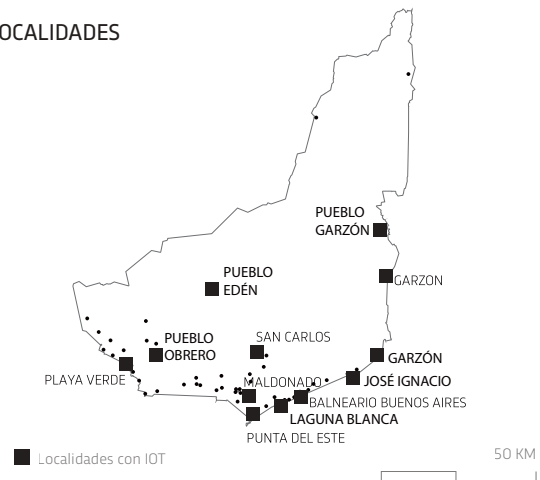 OCALIDADES
PUEBLO
GARZÓN
GARZON
PUEBLO
EDÉN
PUEBLO
OBRERO
SAN CARLOS
GARZÓN
PLAYA VERDE
MALDONADO
JOSÉ IGNACIO
BALNEARIO BUENOS AIRES
LAGUNA BLANCA
PUNTA DEL ESTE
Localidades con IOT
50 KM